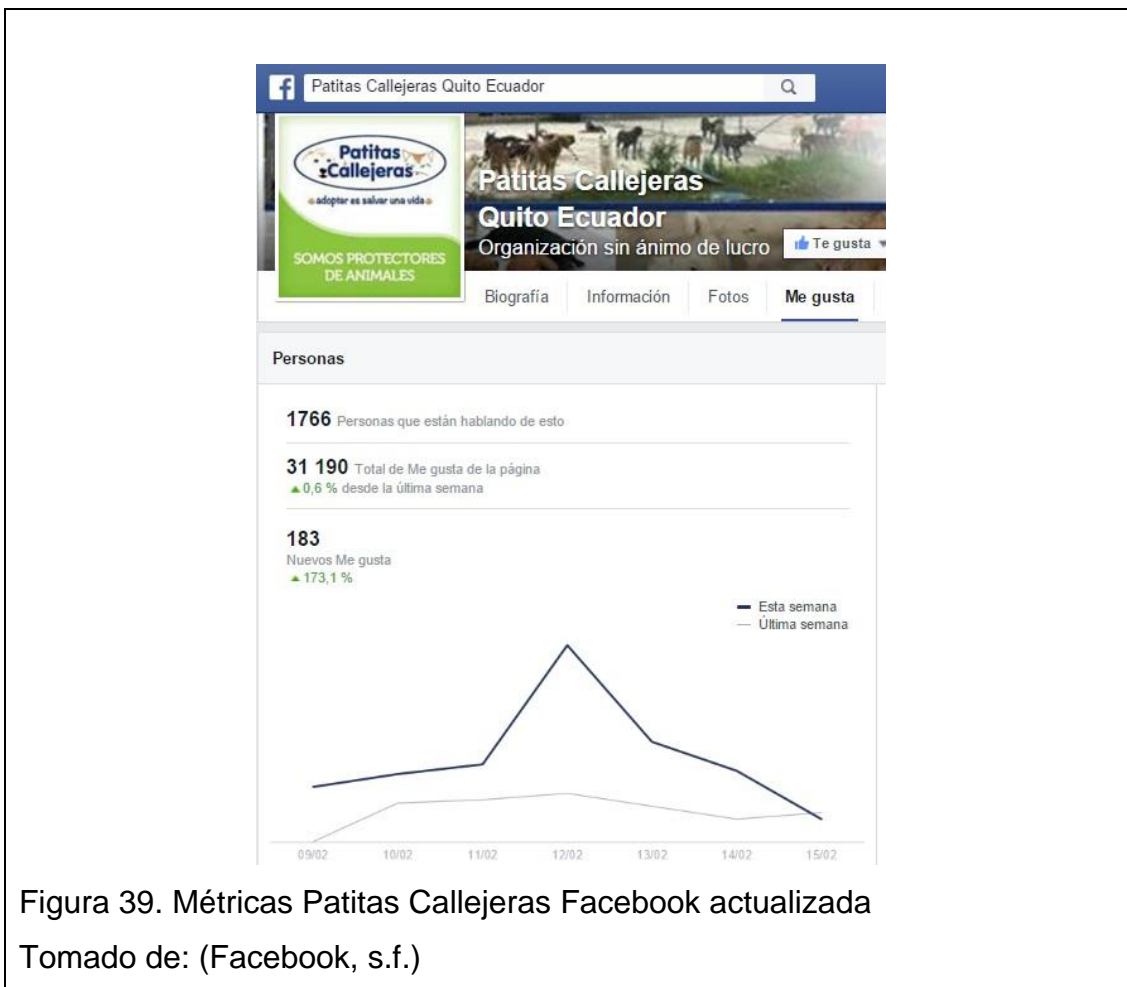 Patitas Callejeras Quito Ecuador
Patitas
Callejeras
adoptar es salvar una vida
SOMOS PROTECTORES
DE ANIMALES
Patitas Callejeras
Quito Ecuador
Organización sin ánimo de lucro
Te gusta
Biografía Información Fotos Me gusta
Personas
1766 Personas que están hablando de esto
31 190 Total de Me gusta de la página
0,6 % desde la última semana
183
Nuevos Me gusta
173,1 %
Esta semana
Última semana
09/02 10/02 11/02 12/02 13/02 14/02 15/02
Figura 39. Métricas Patitas Callejeras Facebook actualizada
Tomado de: (Facebook, s.f.)